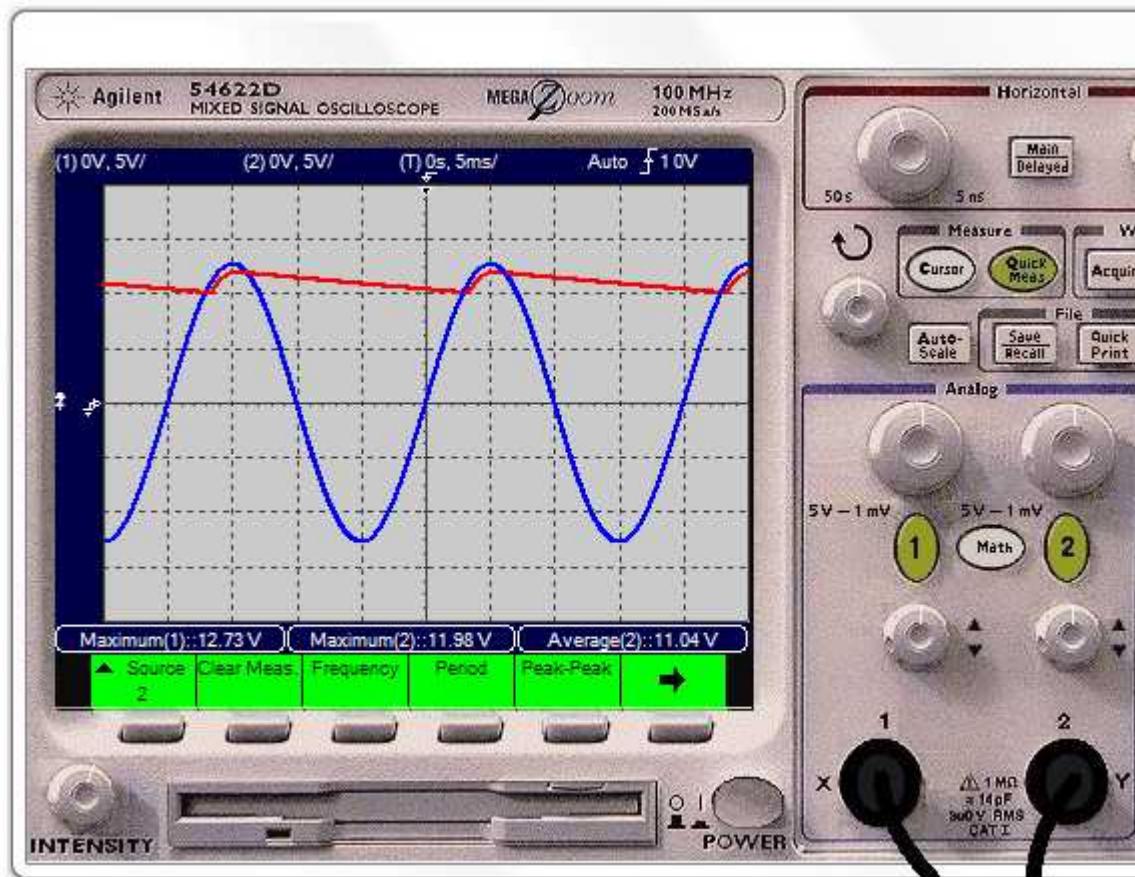 Agilent 54622D MEGA Zoom 100 MHz
MIXED SIGNAL OSCILLOSCOPE 200 MSa/s
(1) 0V, 5V/ (2) 0V, 5V/ (T) 0s, 5ms/ Auto 1 0V
Maximum(1)::12.73 V Maximum(2)::11.98 V Average(2)::11.04 V
Source Clear Meas. Frequency Period Peak-Peak
2
INTENSITY
POWER
Horizontal
Main
Delayed
50 s 5 ns
Measure
Cursor Quick
Meas
Acquir
File
Auto-
Scale
Save
Recall
Quick
Print
Analog
5 V – 1 mV 5 V – 1 mV
1 Math 2
1 2
X Y
1 MΩ
≈ 14 pF
300 V RMS
CAT I